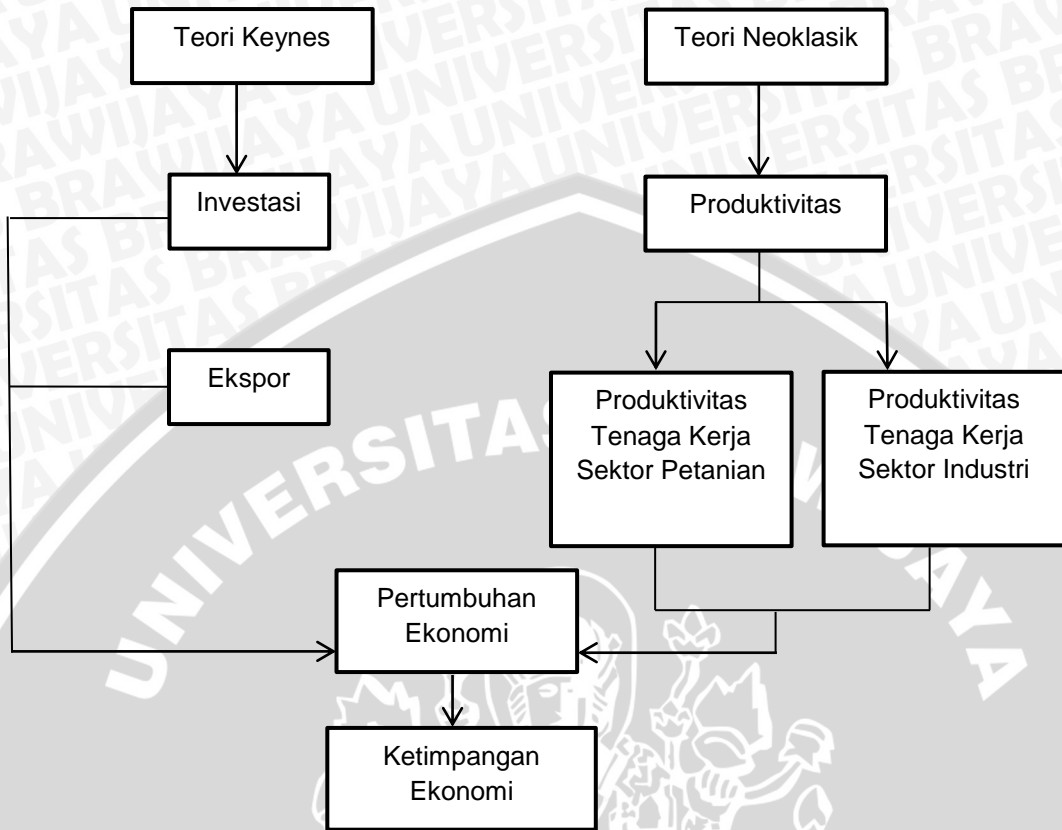 Teori Keynes
Teori Neoklasik
Investasi
Produktivitas
Ekspor
Produktivitas
Tenaga Kerja
Sektor Petanian
Produktivitas
Tenaga Kerja
Sektor Industri
Pertumbuhan
Ekonomi
Ketimpangan
Ekonomi
UNIVERSITAS